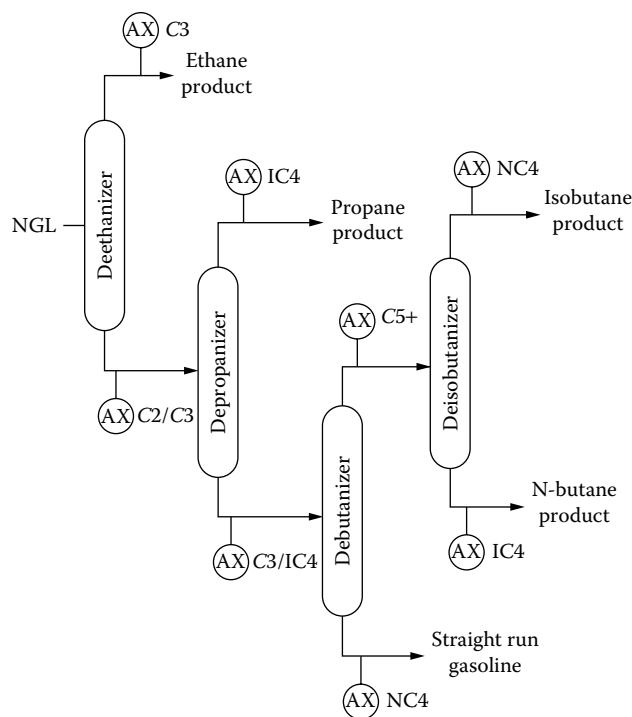 AX C3
Ethane
product
NGL
Deethanizer
AX C2/C3
AX IC4
Propane
product
Depropanizer
AX C3/IC4
AX C5+
Debutanizer
Straight run
gasoline
AX NC4
AX NC4
Isobutane
product
Deisobutanizer
N-butane
product
AX IC4